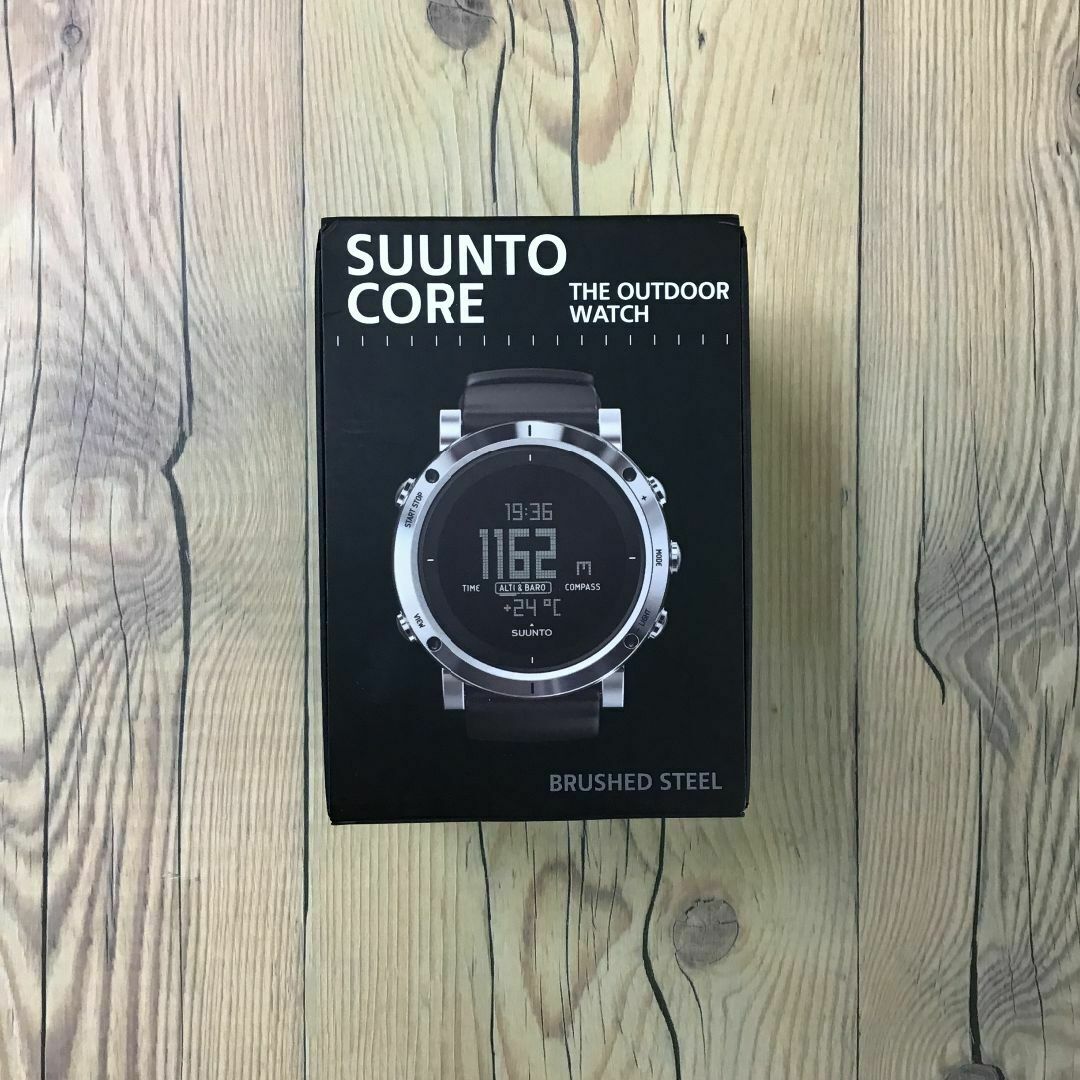 SUUNTO
CORE
THE OUTDOOR
WATCH
START STOP
+
MODE
LIGHT
VIEW
19:36
1162 M
TIME ALTI & BARO COMPASS
+24 °C
SUUNTO
BRUSHED STEEL